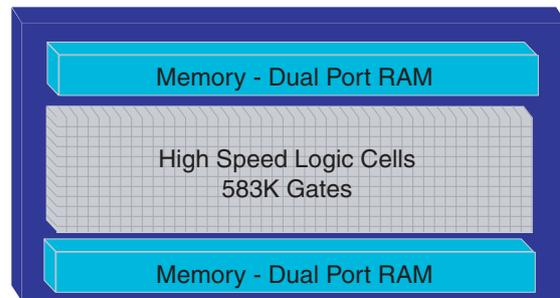 Memory - Dual Port RAM
High Speed Logic Cells
583K Gates
Memory - Dual Port RAM